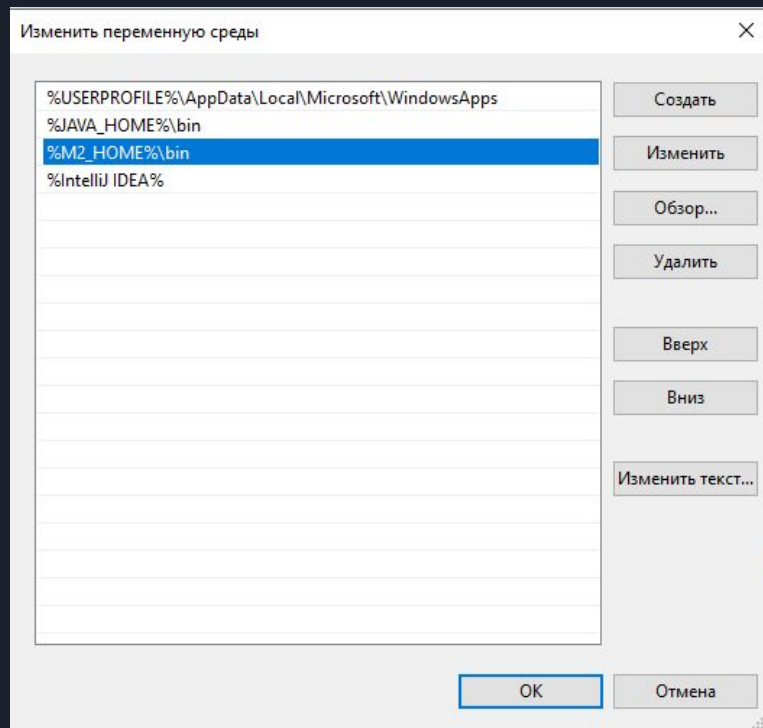 Изменить переменную среды
%USERPROFILE%\AppData\Local\Microsoft\WindowsApps
%JAVA_HOME%\bin
%M2_HOME%\bin
%IntelliJ IDEA%
Создать
Изменить
Обзор...
Удалить
Вверх
Вниз
Изменить текст...
ОК
Отмена